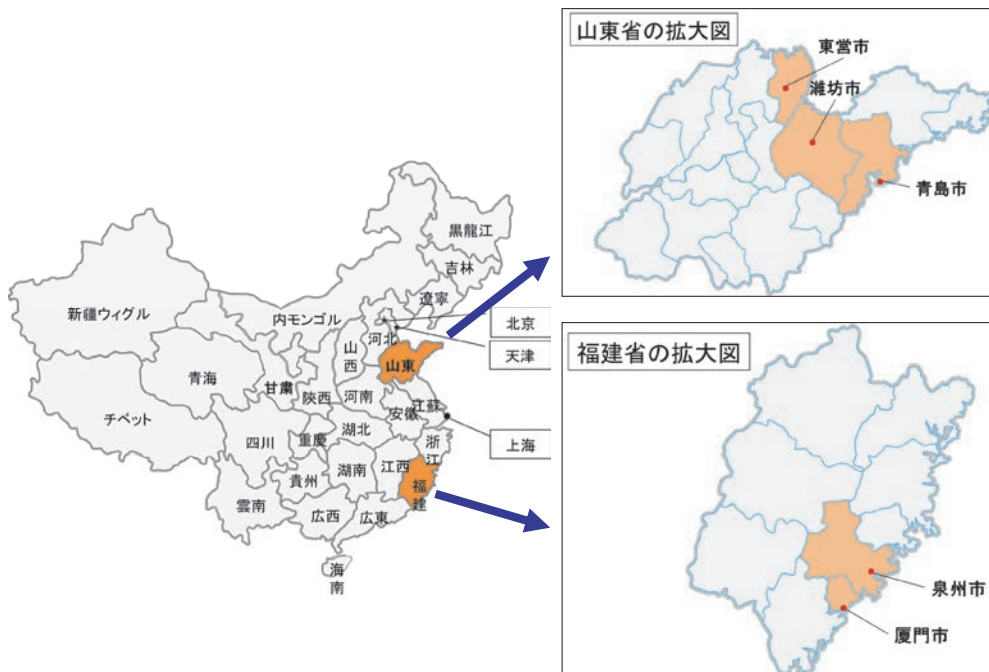 山東省の拡大図
東営市
濰坊市
青島市
黒龍江
吉林
遼寧
新疆ウィグル
内モンゴル
北京
河北
天津
山西
山東
青海
甘粛
陝西
河南
チベット
安徽
江蘇
四川
重慶
湖北
上海
浙江
湖南
江西
貴州
福建
雲南
広西
広東
海南
福建省の拡大図
泉州市
厦門市